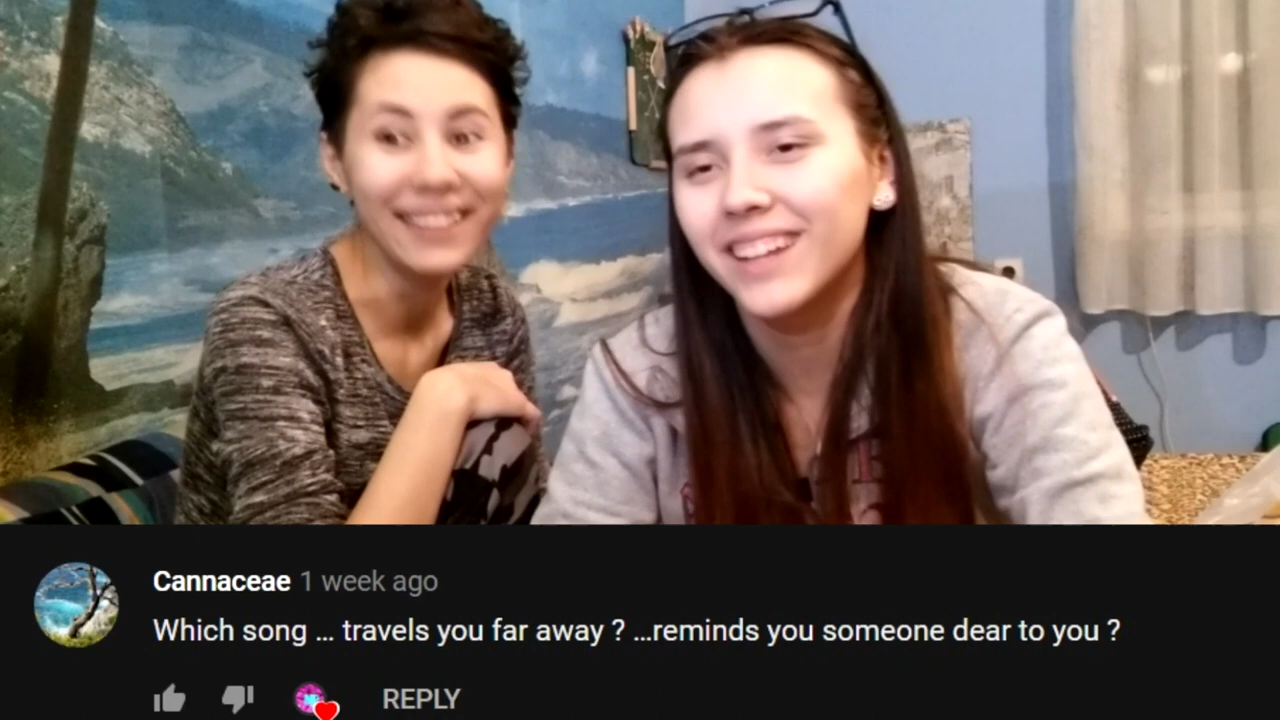 Cannaceae 1 week ago
Which song ... travels you far away ? ...reminds you someone dear to you ?
REPLY